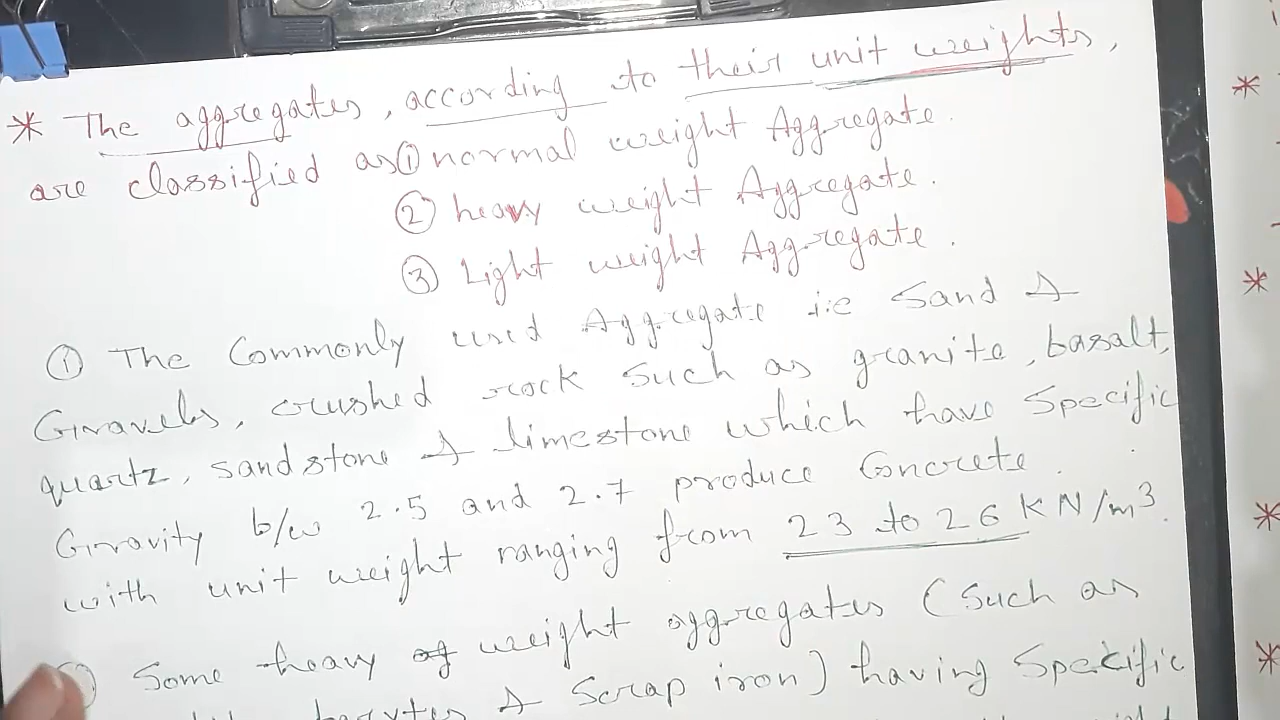 * The aggregates, according to their unit weights,
are classified as ① normal weight Aggregate.
② heavy weight Aggregate.
③ Light weight Aggregate.
① The Commonly used Aggregate i.e Sand &
Gravels, crushed rock such as granite, basalt,
quartz, sandstone & limestone which have Specific
Gravity b/w 2.5 and 2.7 produce Concrete.
with unit weight ranging from 23 to 26 KN/m³.
Some heavy of weight aggregates (Such as
barytes & Scrap iron) having Specific